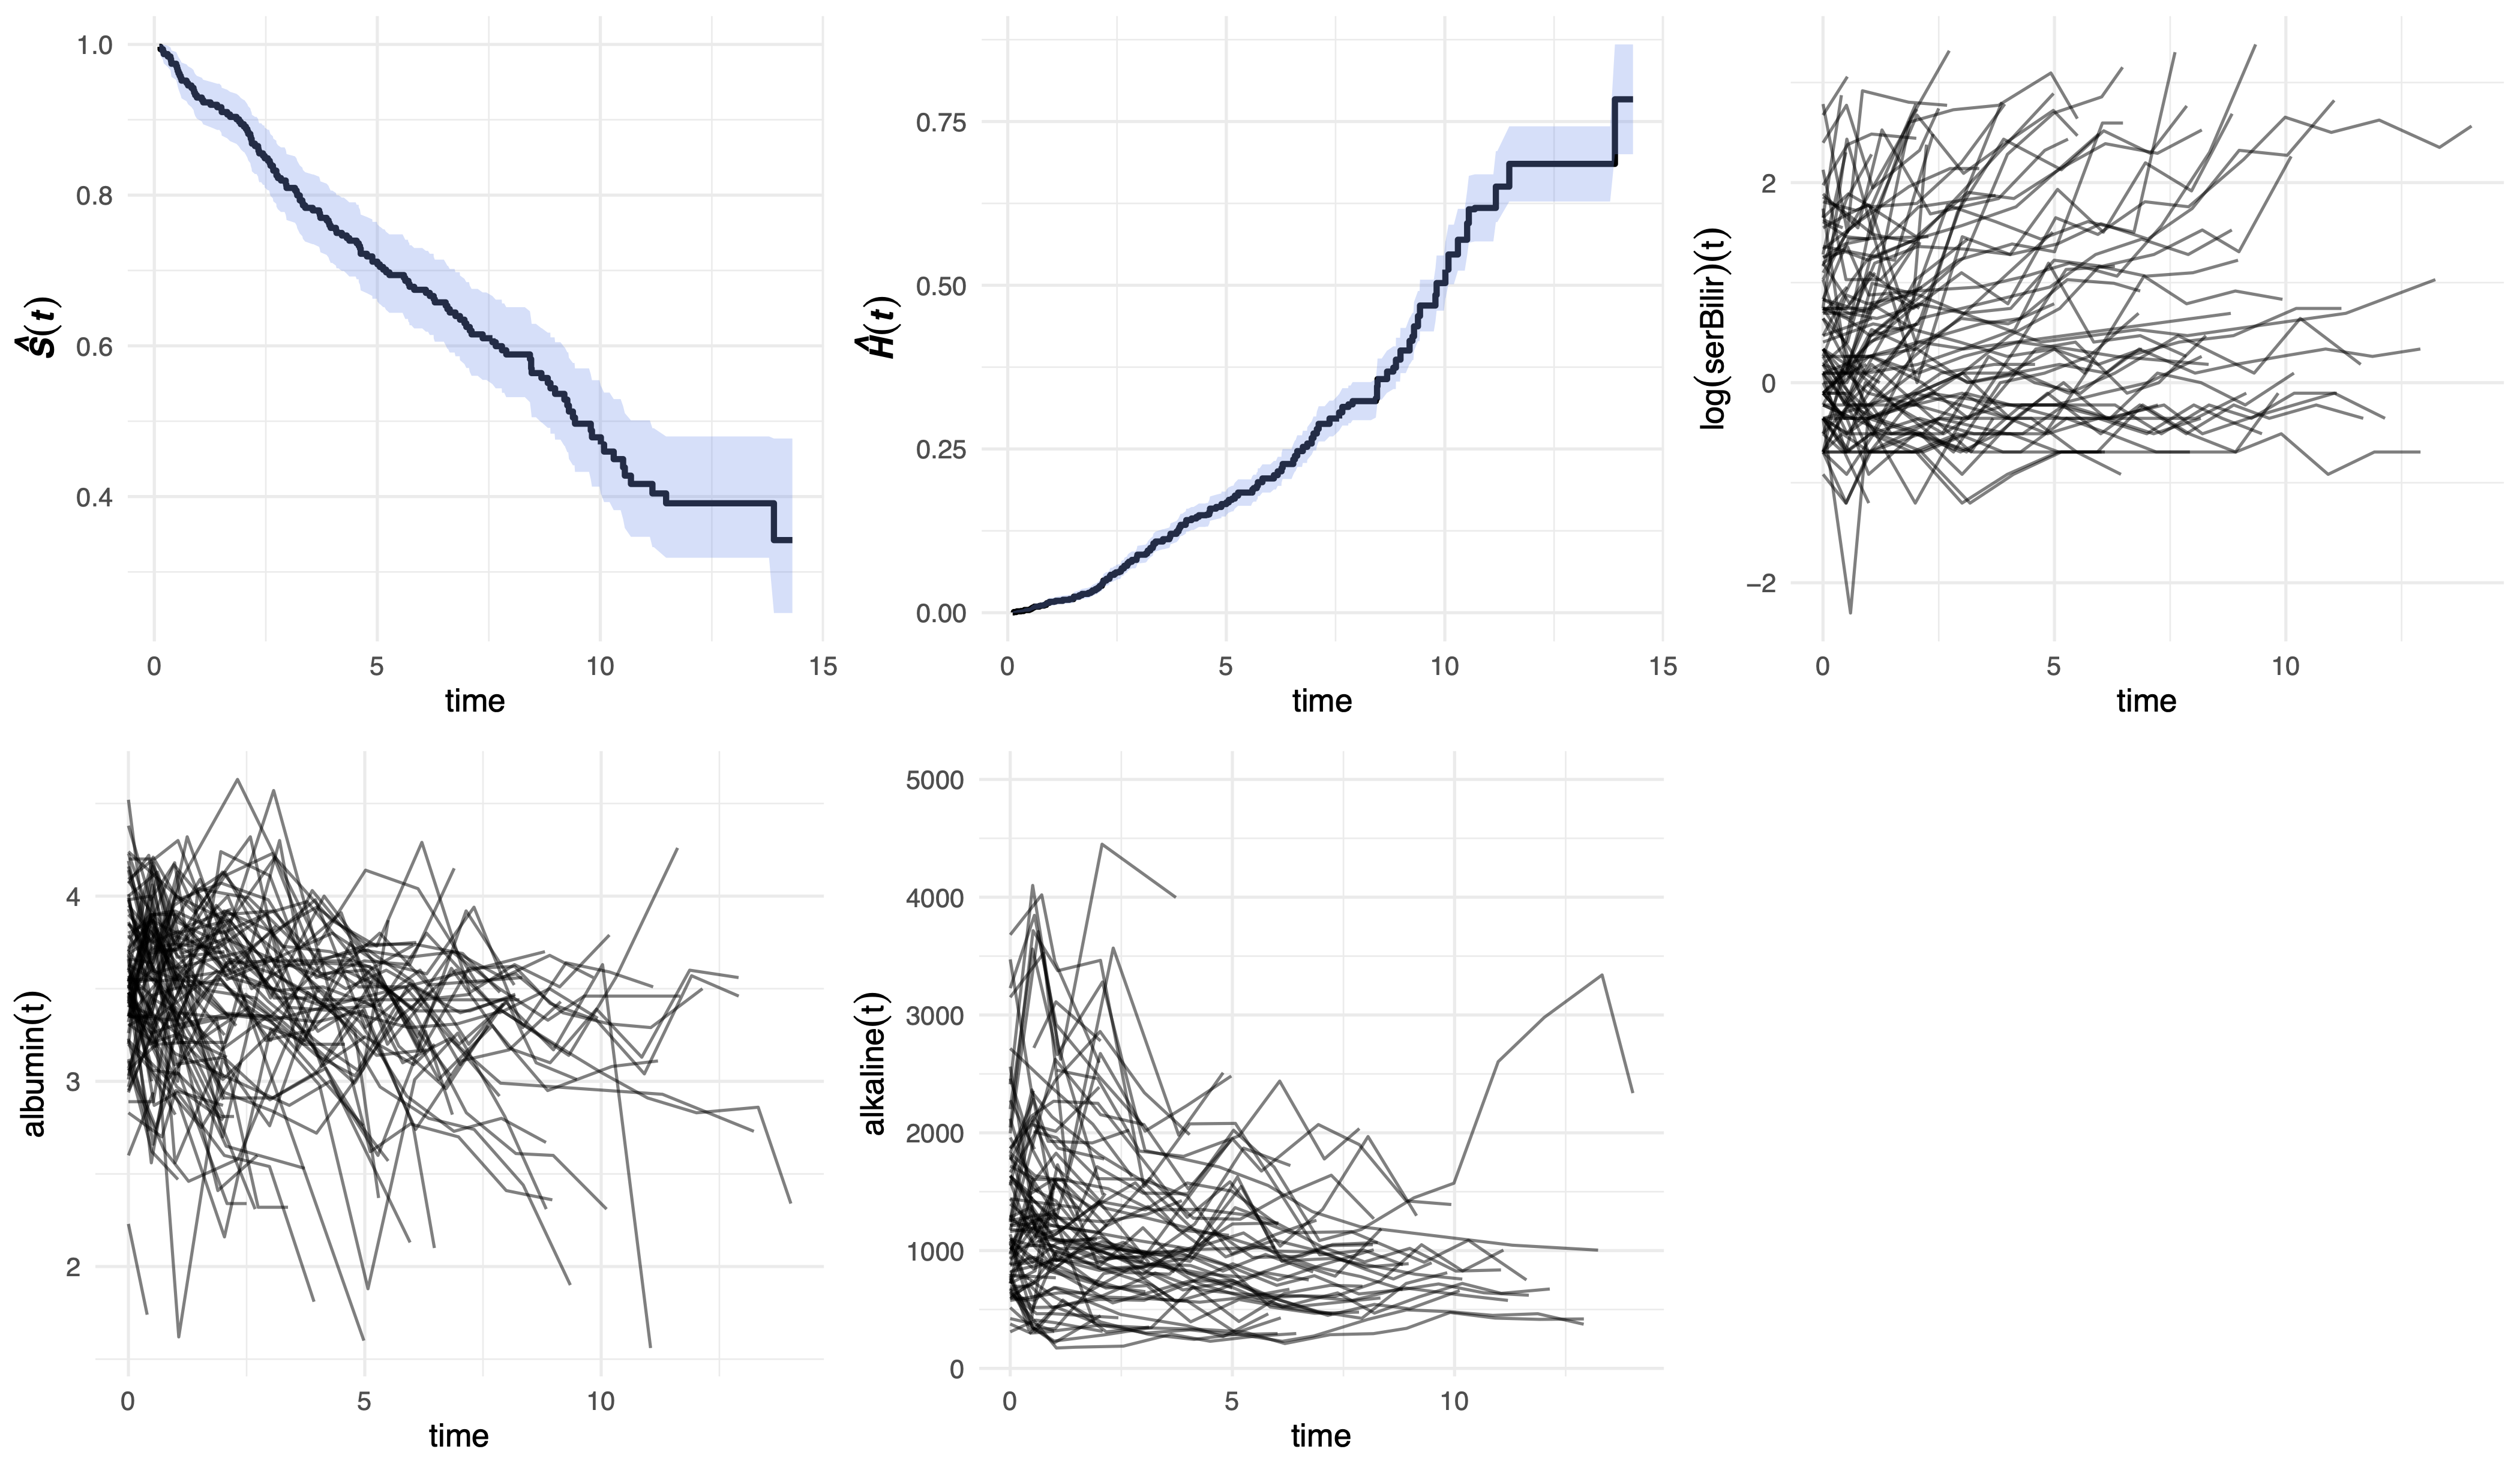 1.0
0.8
0.6
0.4
Ŝ(t)
0 5 10 15
time
0.75
0.50
0.25
0.00
Ĥ(t)
0 5 10 15
time
2
0
−2
log(serBilir)(t)
0 5 10
time
4
3
2
albumin(t)
0 5 10
time
5000
4000
3000
2000
1000
0
alkaline(t)
0 5 10
time